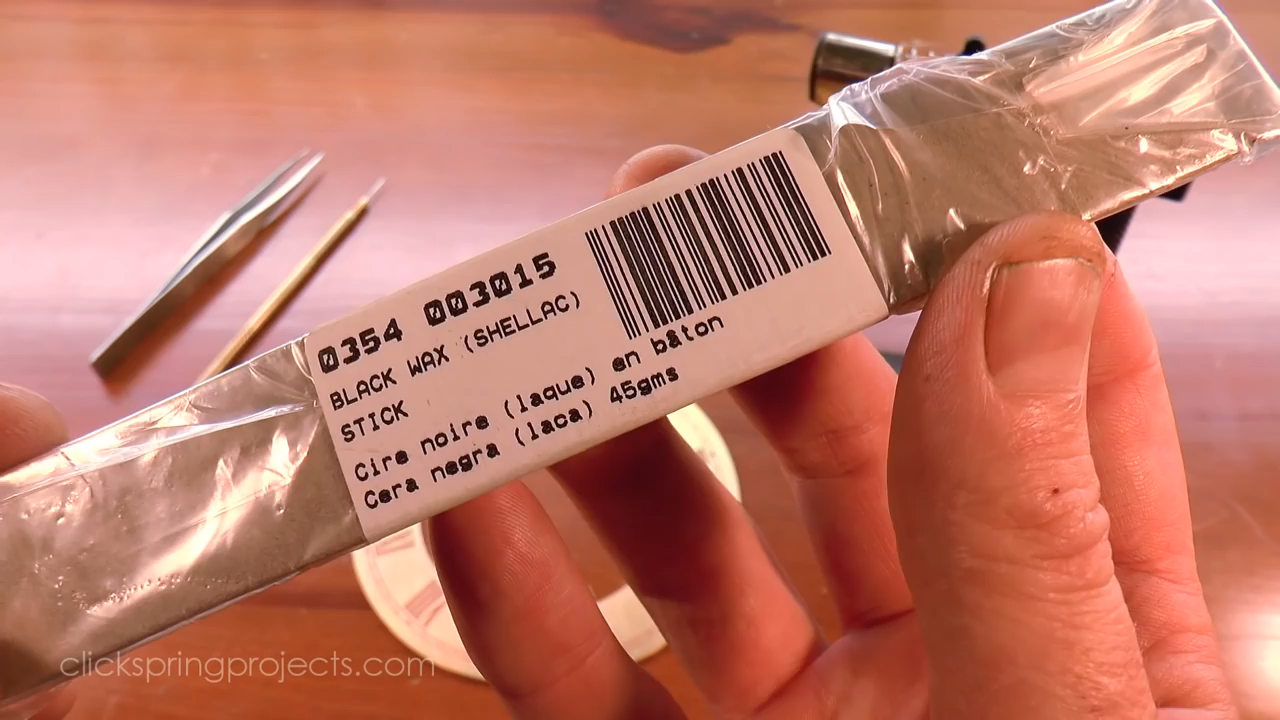 0354 003015
BLACK WAX (SHELLAC)
STICK
Cire noire (laque) en bâton
Cera negra (laca) 45gms
clickspringprojects.com